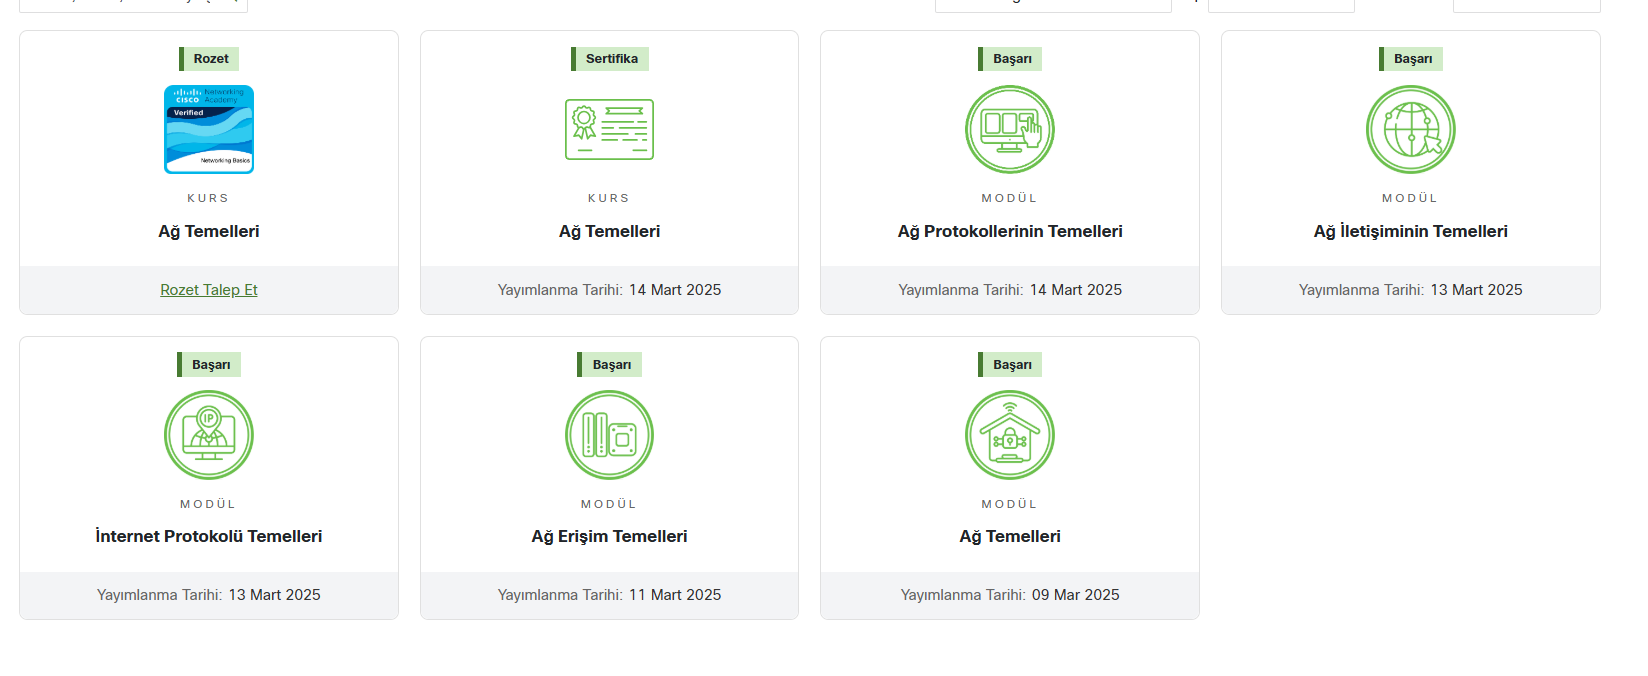 Rozet
Networking
Academy
CISCO
Verified
Networking Basics
KURS
Ağ Temelleri
Rozet Talep Et
Sertifika
KURS
Ağ Temelleri
Yayımlanma Tarihi: 14 Mart 2025
Başarı
MODÜL
Ağ Protokollerinin Temelleri
Yayımlanma Tarihi: 14 Mart 2025
Başarı
MODÜL
Ağ İletişiminin Temelleri
Yayımlanma Tarihi: 13 Mart 2025
Başarı
IP
MODÜL
İnternet Protokolü Temelleri
Yayımlanma Tarihi: 13 Mart 2025
Başarı
MODÜL
Ağ Erişim Temelleri
Yayımlanma Tarihi: 11 Mart 2025
Başarı
MODÜL
Ağ Temelleri
Yayımlanma Tarihi: 09 Mar 2025